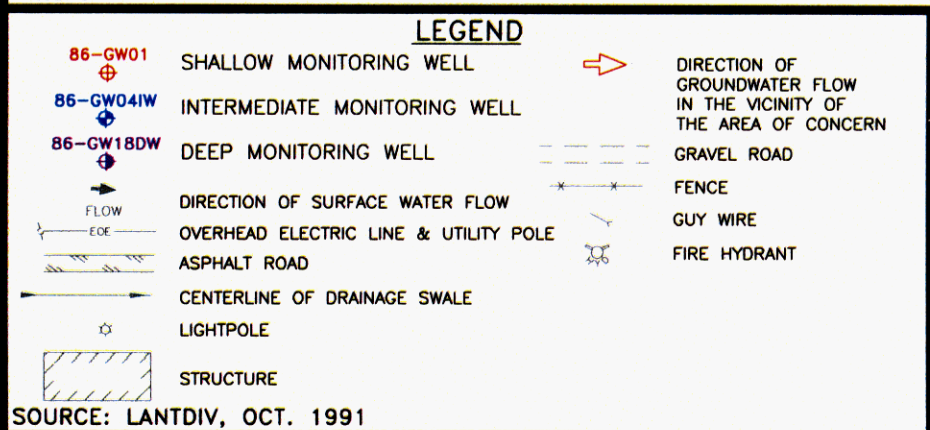 LEGEND
86-GW01
SHALLOW MONITORING WELL
86-GW04IW
INTERMEDIATE MONITORING WELL
86-GW18DW
DEEP MONITORING WELL
FLOW
DIRECTION OF SURFACE WATER FLOW
EOE
OVERHEAD ELECTRIC LINE & UTILITY POLE
ASPHALT ROAD
CENTERLINE OF DRAINAGE SWALE
LIGHTPOLE
STRUCTURE
DIRECTION OF
GROUNDWATER FLOW
IN THE VICINITY OF
THE AREA OF CONCERN
GRAVEL ROAD
FENCE
GUY WIRE
FIRE HYDRANT
SOURCE: LANTDIV, OCT. 1991